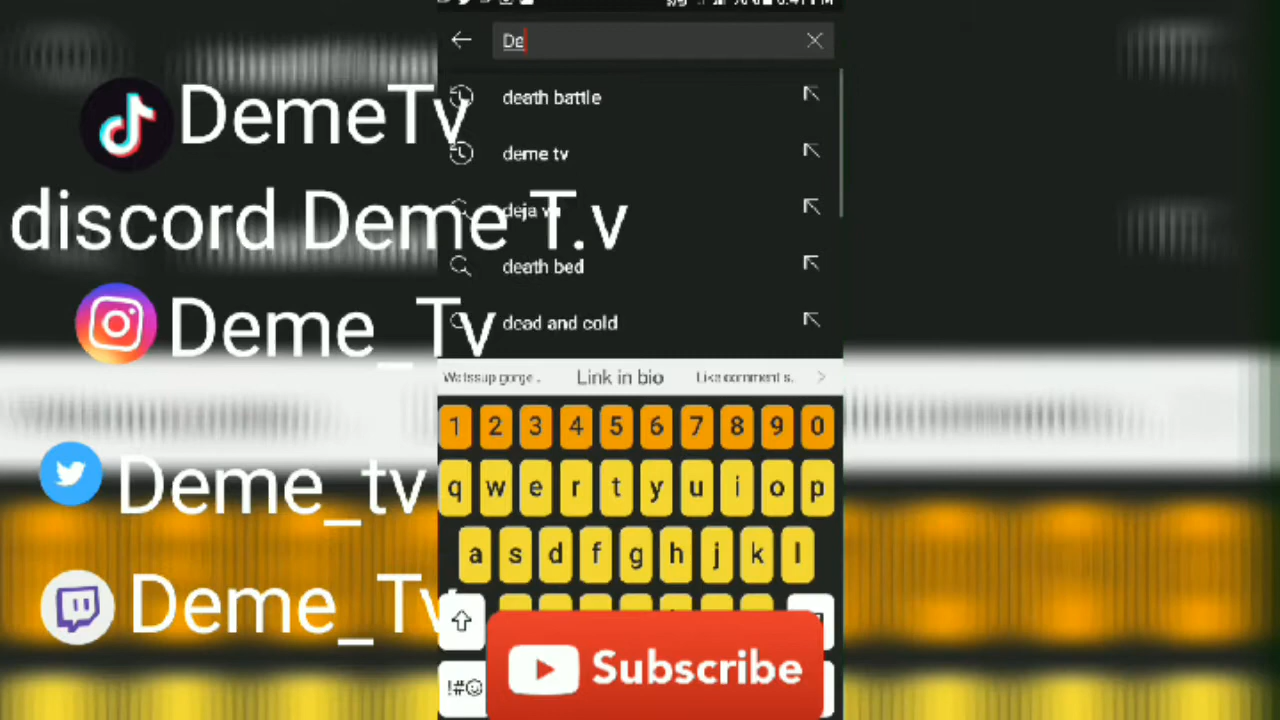 De
death battle
DemeTv
deme tv
deja v
discord Deme T.v
death bed
Deme_Tv
dead and cold
Link in bio
1 2 3 4 5 6 7 8 9 0
q w e r t y u i o p
Deme_tv
a s d f g h j k l
Deme_Tv
Subscribe
!#☺